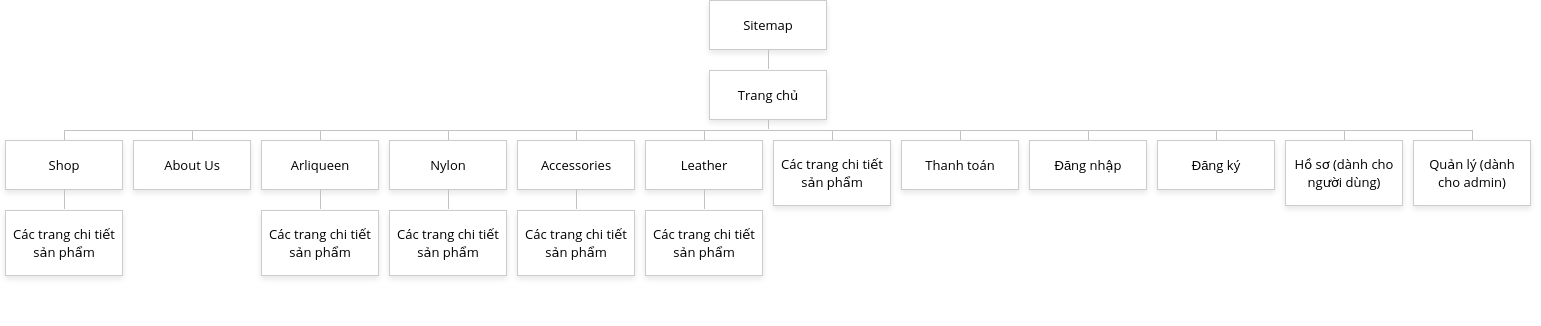 Sitemap
Trang chủ
Shop
About Us
Arliqueen
Nylon
Accessories
Leather
Các trang chi tiết
sản phẩm
Thanh toán
Đăng nhập
Đăng ký
Hồ sơ (dành cho
người dùng)
Quản lý (dành
cho admin)
Các trang chi tiết
sản phẩm
Các trang chi tiết
sản phẩm
Các trang chi tiết
sản phẩm
Các trang chi tiết
sản phẩm
Các trang chi tiết
sản phẩm